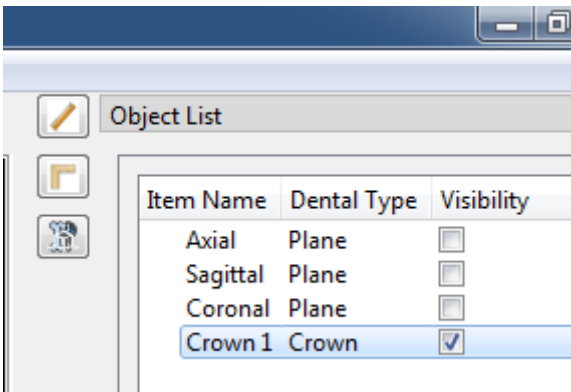 Object List
Item Name Dental Type Visibility
Axial Plane
Sagittal Plane
Coronal Plane
Crown 1 Crown